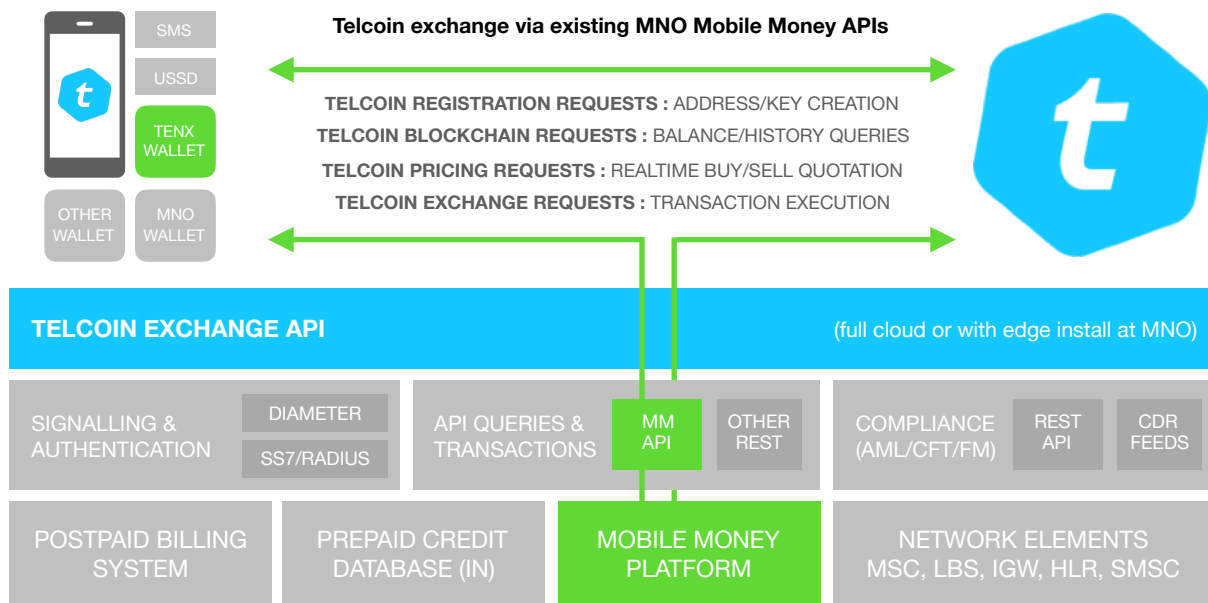 Telcoin exchange via existing MNO Mobile Money APIs
SMS
USSD
t
TENX
WALLET
OTHER
WALLET
MNO
WALLET
TELCOIN REGISTRATION REQUESTS : ADDRESS/KEY CREATION
TELCOIN BLOCKCHAIN REQUESTS : BALANCE/HISTORY QUERIES
TELCOIN PRICING REQUESTS : REALTIME BUY/SELL QUOTATION
TELCOIN EXCHANGE REQUESTS : TRANSACTION EXECUTION
t
TELCOIN EXCHANGE API
(full cloud or with edge install at MNO)
SIGNALLING &
AUTHENTICATION
DIAMETER
SS7/RADIUS
API QUERIES &
TRANSACTIONS
MM
API
OTHER
REST
COMPLIANCE
(AML/CFT/FM)
REST
API
CDR
FEEDS
POSTPAID BILLING
SYSTEM
PREPAID CREDIT
DATABASE (IN)
MOBILE MONEY
PLATFORM
NETWORK ELEMENTS
MSC, LBS, IGW, HLR, SMSC